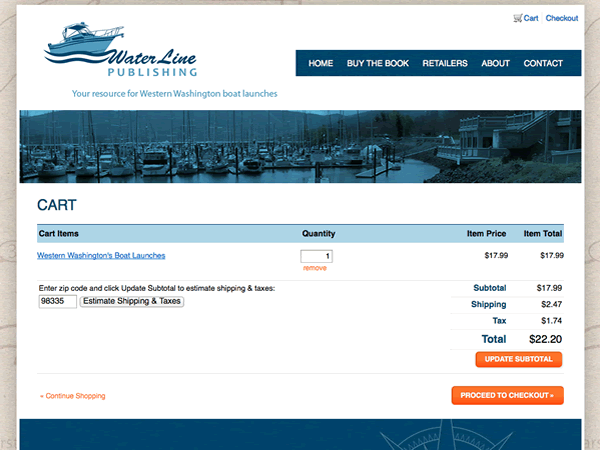 Cart Checkout
WaterLine
PUBLISHING
HOME BUY THE BOOK RETAILERS ABOUT CONTACT
Your resource for Western Washington boat launches
CART
Cart Items Quantity Item Price Item Total
Western Washington's Boat Launches 1 $17.99 $17.99
remove
Enter zip code and click Update Subtotal to estimate shipping & taxes:
Subtotal $17.99
98335 Estimate Shipping & Taxes
Shipping $2.47
Tax $1.74
Total $22.20
UPDATE SUBTOTAL
« Continue Shopping
PROCEED TO CHECKOUT »